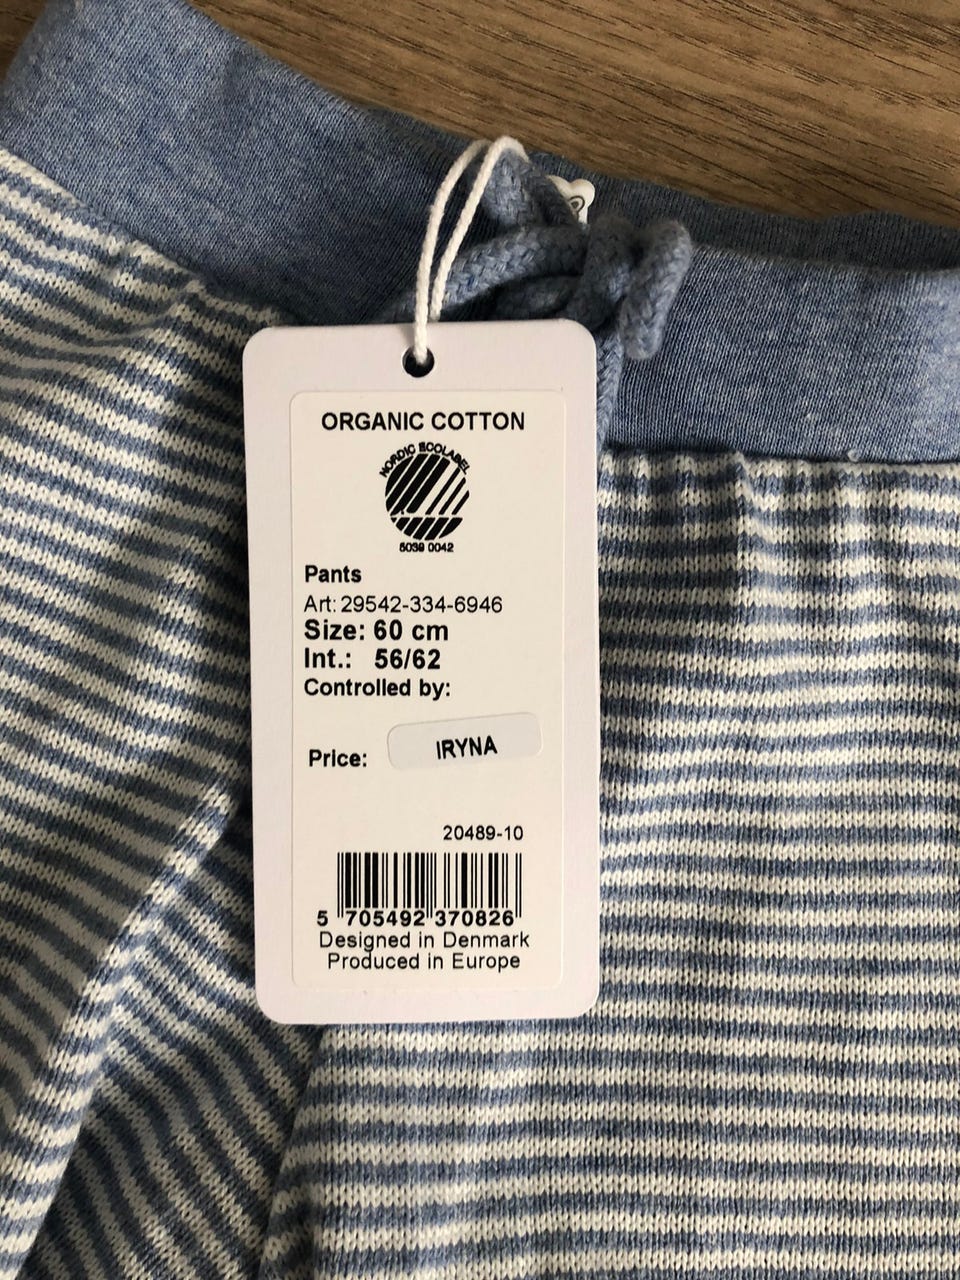 ORGANIC COTTON
NORDIC ECOLABEL
5039 0042
Pants
Art: 29542-334-6946
Size: 60 cm
Int.: 56/62
Controlled by:
IRYNA
Price:
20489-10
5 705492 370826
Designed in Denmark
Produced in Europe